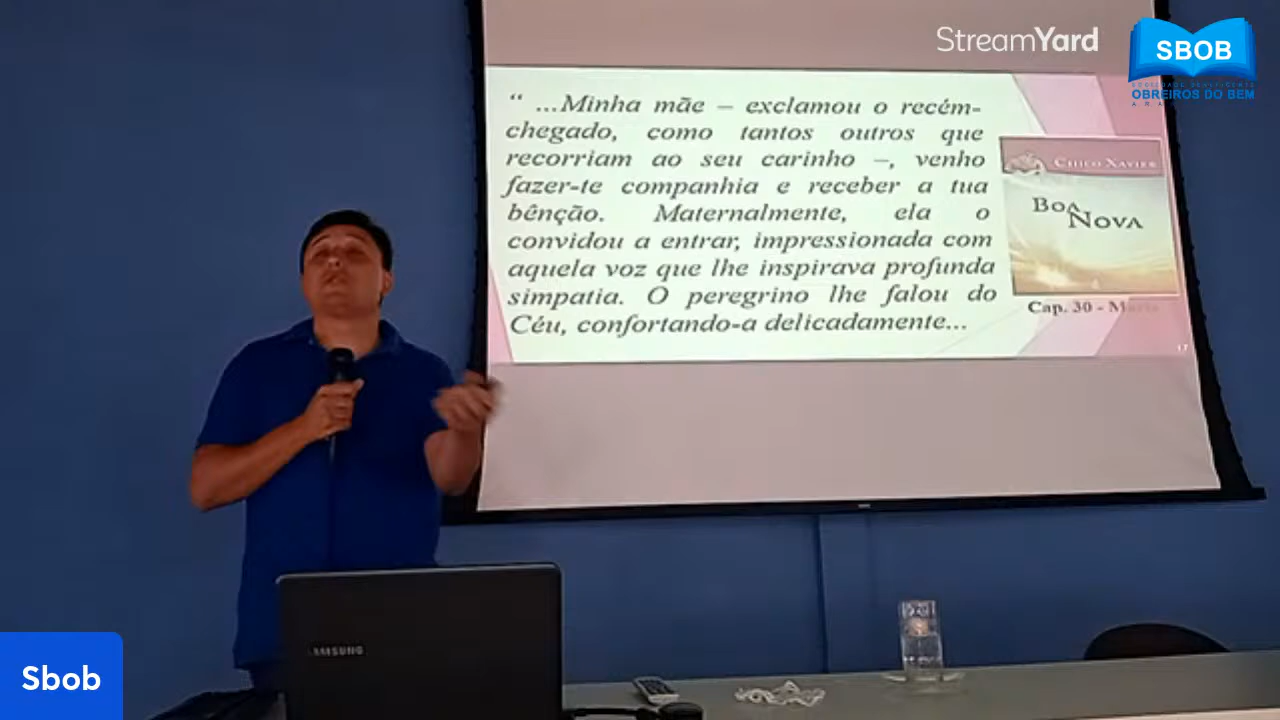 StreamYard
SBOB
OBREIROS DO BEM
“ ...Minha mãe – exclamou o recém-
chegado, como tantos outros que
recorriam ao seu carinho –, venho
fazer-te companhia e receber a tua
bênção. Maternalmente, ela o
convidou a entrar, impressionada com
aquela voz que lhe inspirava profunda
simpatia. O peregrino lhe falou do
Céu, confortando-a delicadamente...
CHICO XAVIER
BOA
NOVA
Cap. 30 - Maria
17
SAMSUNG
Sbob